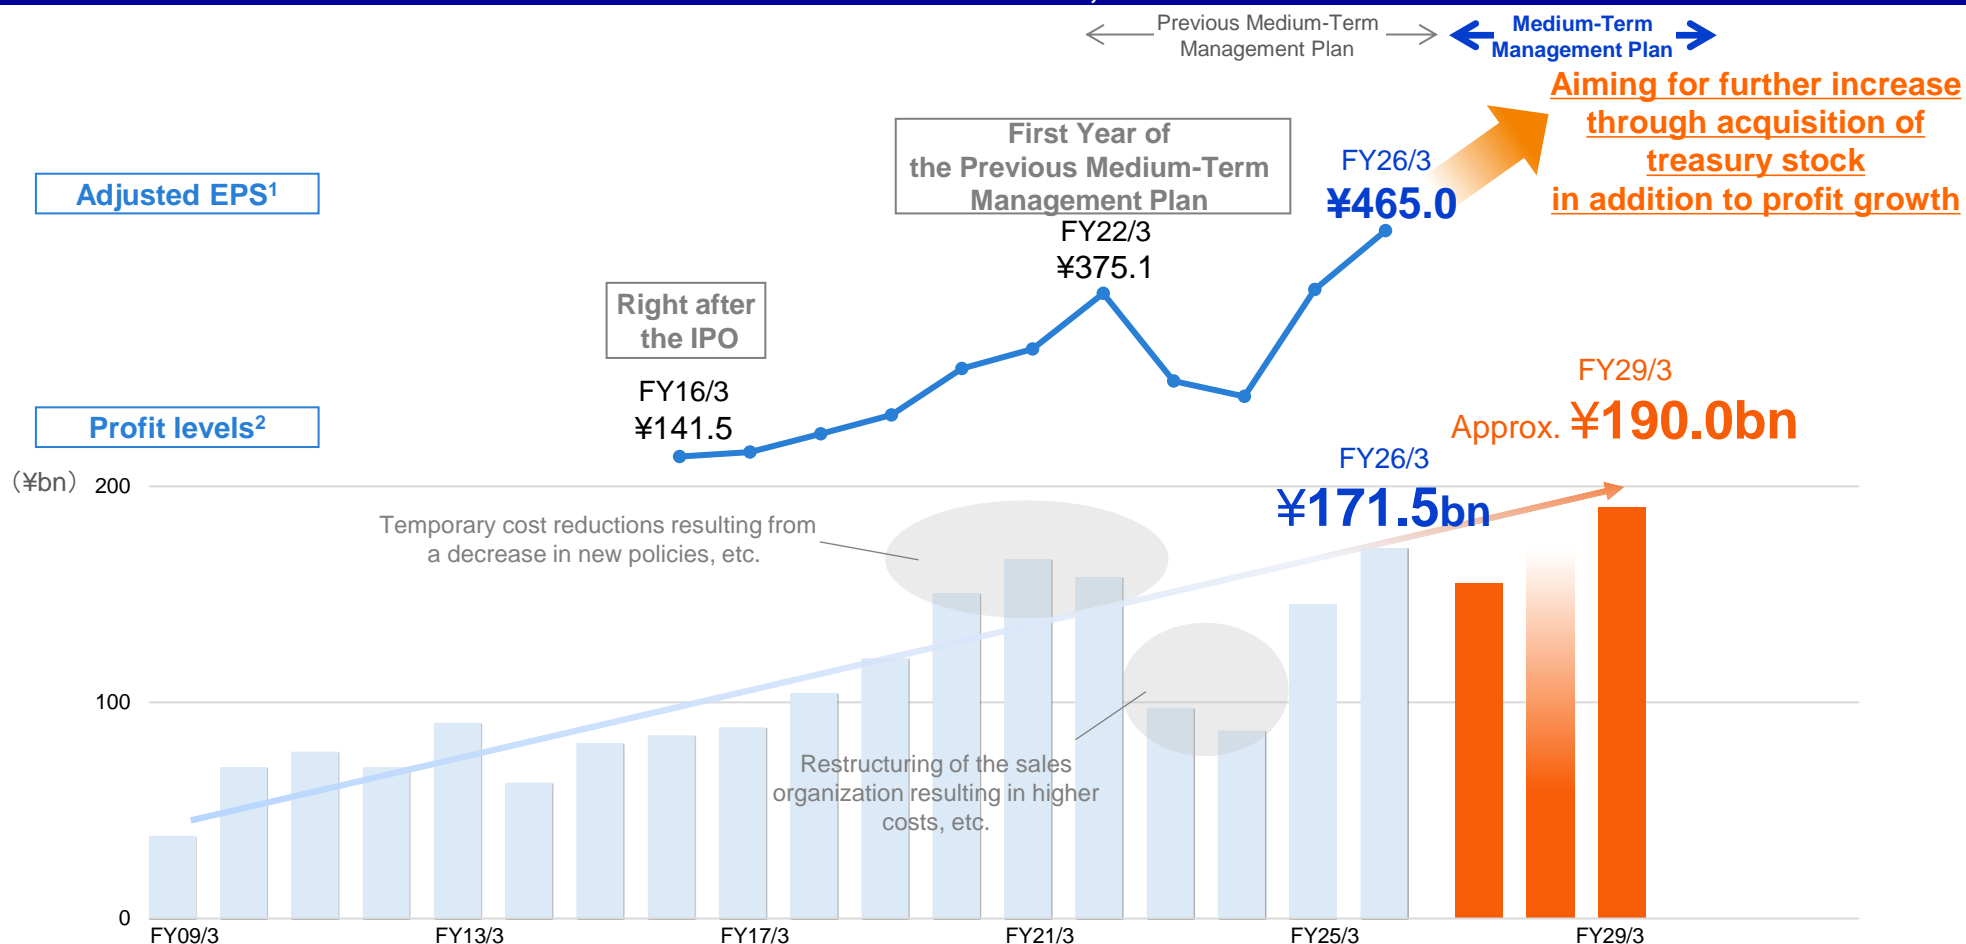 Previous Medium-Term
Management Plan
Medium-Term
Management Plan
Aiming for further increase
through acquisition of
treasury stock
in addition to profit growth
Adjusted EPS1
First Year of
the Previous Medium-Term
Management Plan
FY22/3
¥375.1
FY26/3
¥465.0
Right after
the IPO
FY16/3
¥141.5
Profit levels2
FY29/3
Approx. ¥190.0bn
FY26/3
¥171.5bn
（¥bn）
200
Temporary cost reductions resulting from
a decrease in new policies, etc.
100
Restructuring of the sales
organization resulting in higher
costs, etc.
0
FY09/3
FY13/3
FY17/3
FY21/3
FY25/3
FY29/3